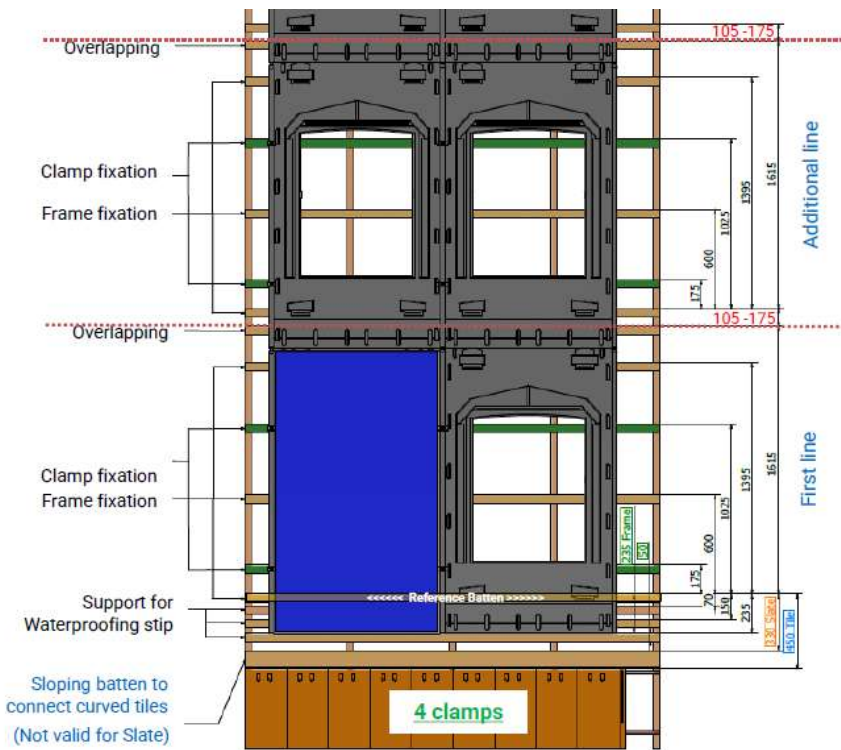 Overlapping
105 -175
Clamp fixation
Frame fixation
175
600
1025
1395
1615
Additional line
Overlapping
105 -175
Clamp fixation
Frame fixation
175
600
1025
1395
1615
First line
235 Frame
50
<<<<<< Reference Batten >>>>>>
Support for
Waterproofing stip
70
150
235
330 Slate
450 Tile
Sloping batten to
connect curved tiles
(Not valid for Slate)
4 clamps